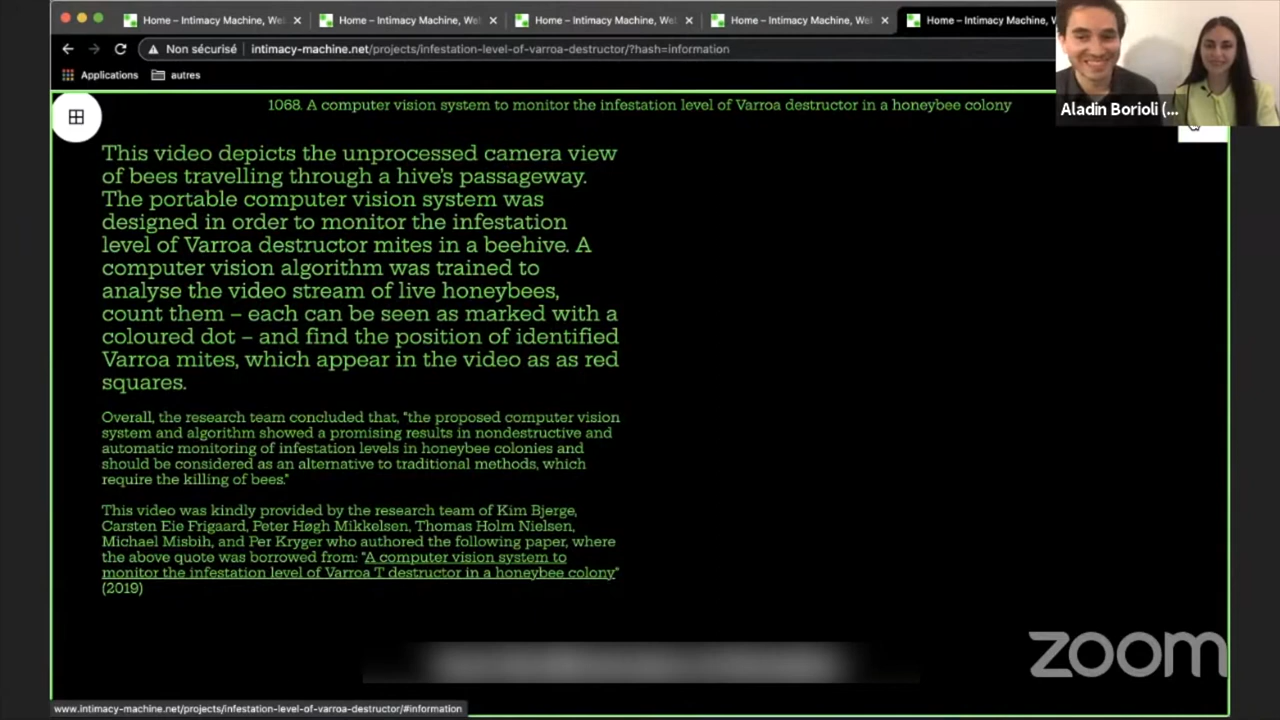 Home – Intimacy Machine, We
Home – Intimacy Machine, We
Home – Intimacy Machine, We
Home – Intimacy Machine, We
Home – Intimacy Machine, We
Non sécurisé
intimacy-machine.net/projects/infestation-level-of-varroa-destructor/?hash=information
Applications
autres
Aladin Borioli (...
1068. A computer vision system to monitor the infestation level of Varroa destructor in a honeybee colony
This video depicts the unprocessed camera view
of bees travelling through a hive's passageway.
The portable computer vision system was
designed in order to monitor the infestation
level of Varroa destructor mites in a beehive. A
computer vision algorithm was trained to
analyse the video stream of live honeybees,
count them – each can be seen as marked with a
coloured dot – and find the position of identified
Varroa mites, which appear in the video as as red
squares.
Overall, the research team concluded that, "the proposed computer vision
system and algorithm showed a promising results in nondestructive and
automatic monitoring of infestation levels in honeybee colonies and
should be considered as an alternative to traditional methods, which
require the killing of bees."
This video was kindly provided by the research team of Kim Bjerge,
Carsten Eie Frigaard, Peter Høgh Mikkelsen, Thomas Holm Nielsen,
Michael Misbih, and Per Kryger who authored the following paper, where
the above quote was borrowed from: "A computer vision system to
monitor the infestation level of Varroa T destructor in a honeybee colony"
(2019)
zoom
www.intimacy-machine.net/projects/infestation-level-of-varroa-destructor/#information